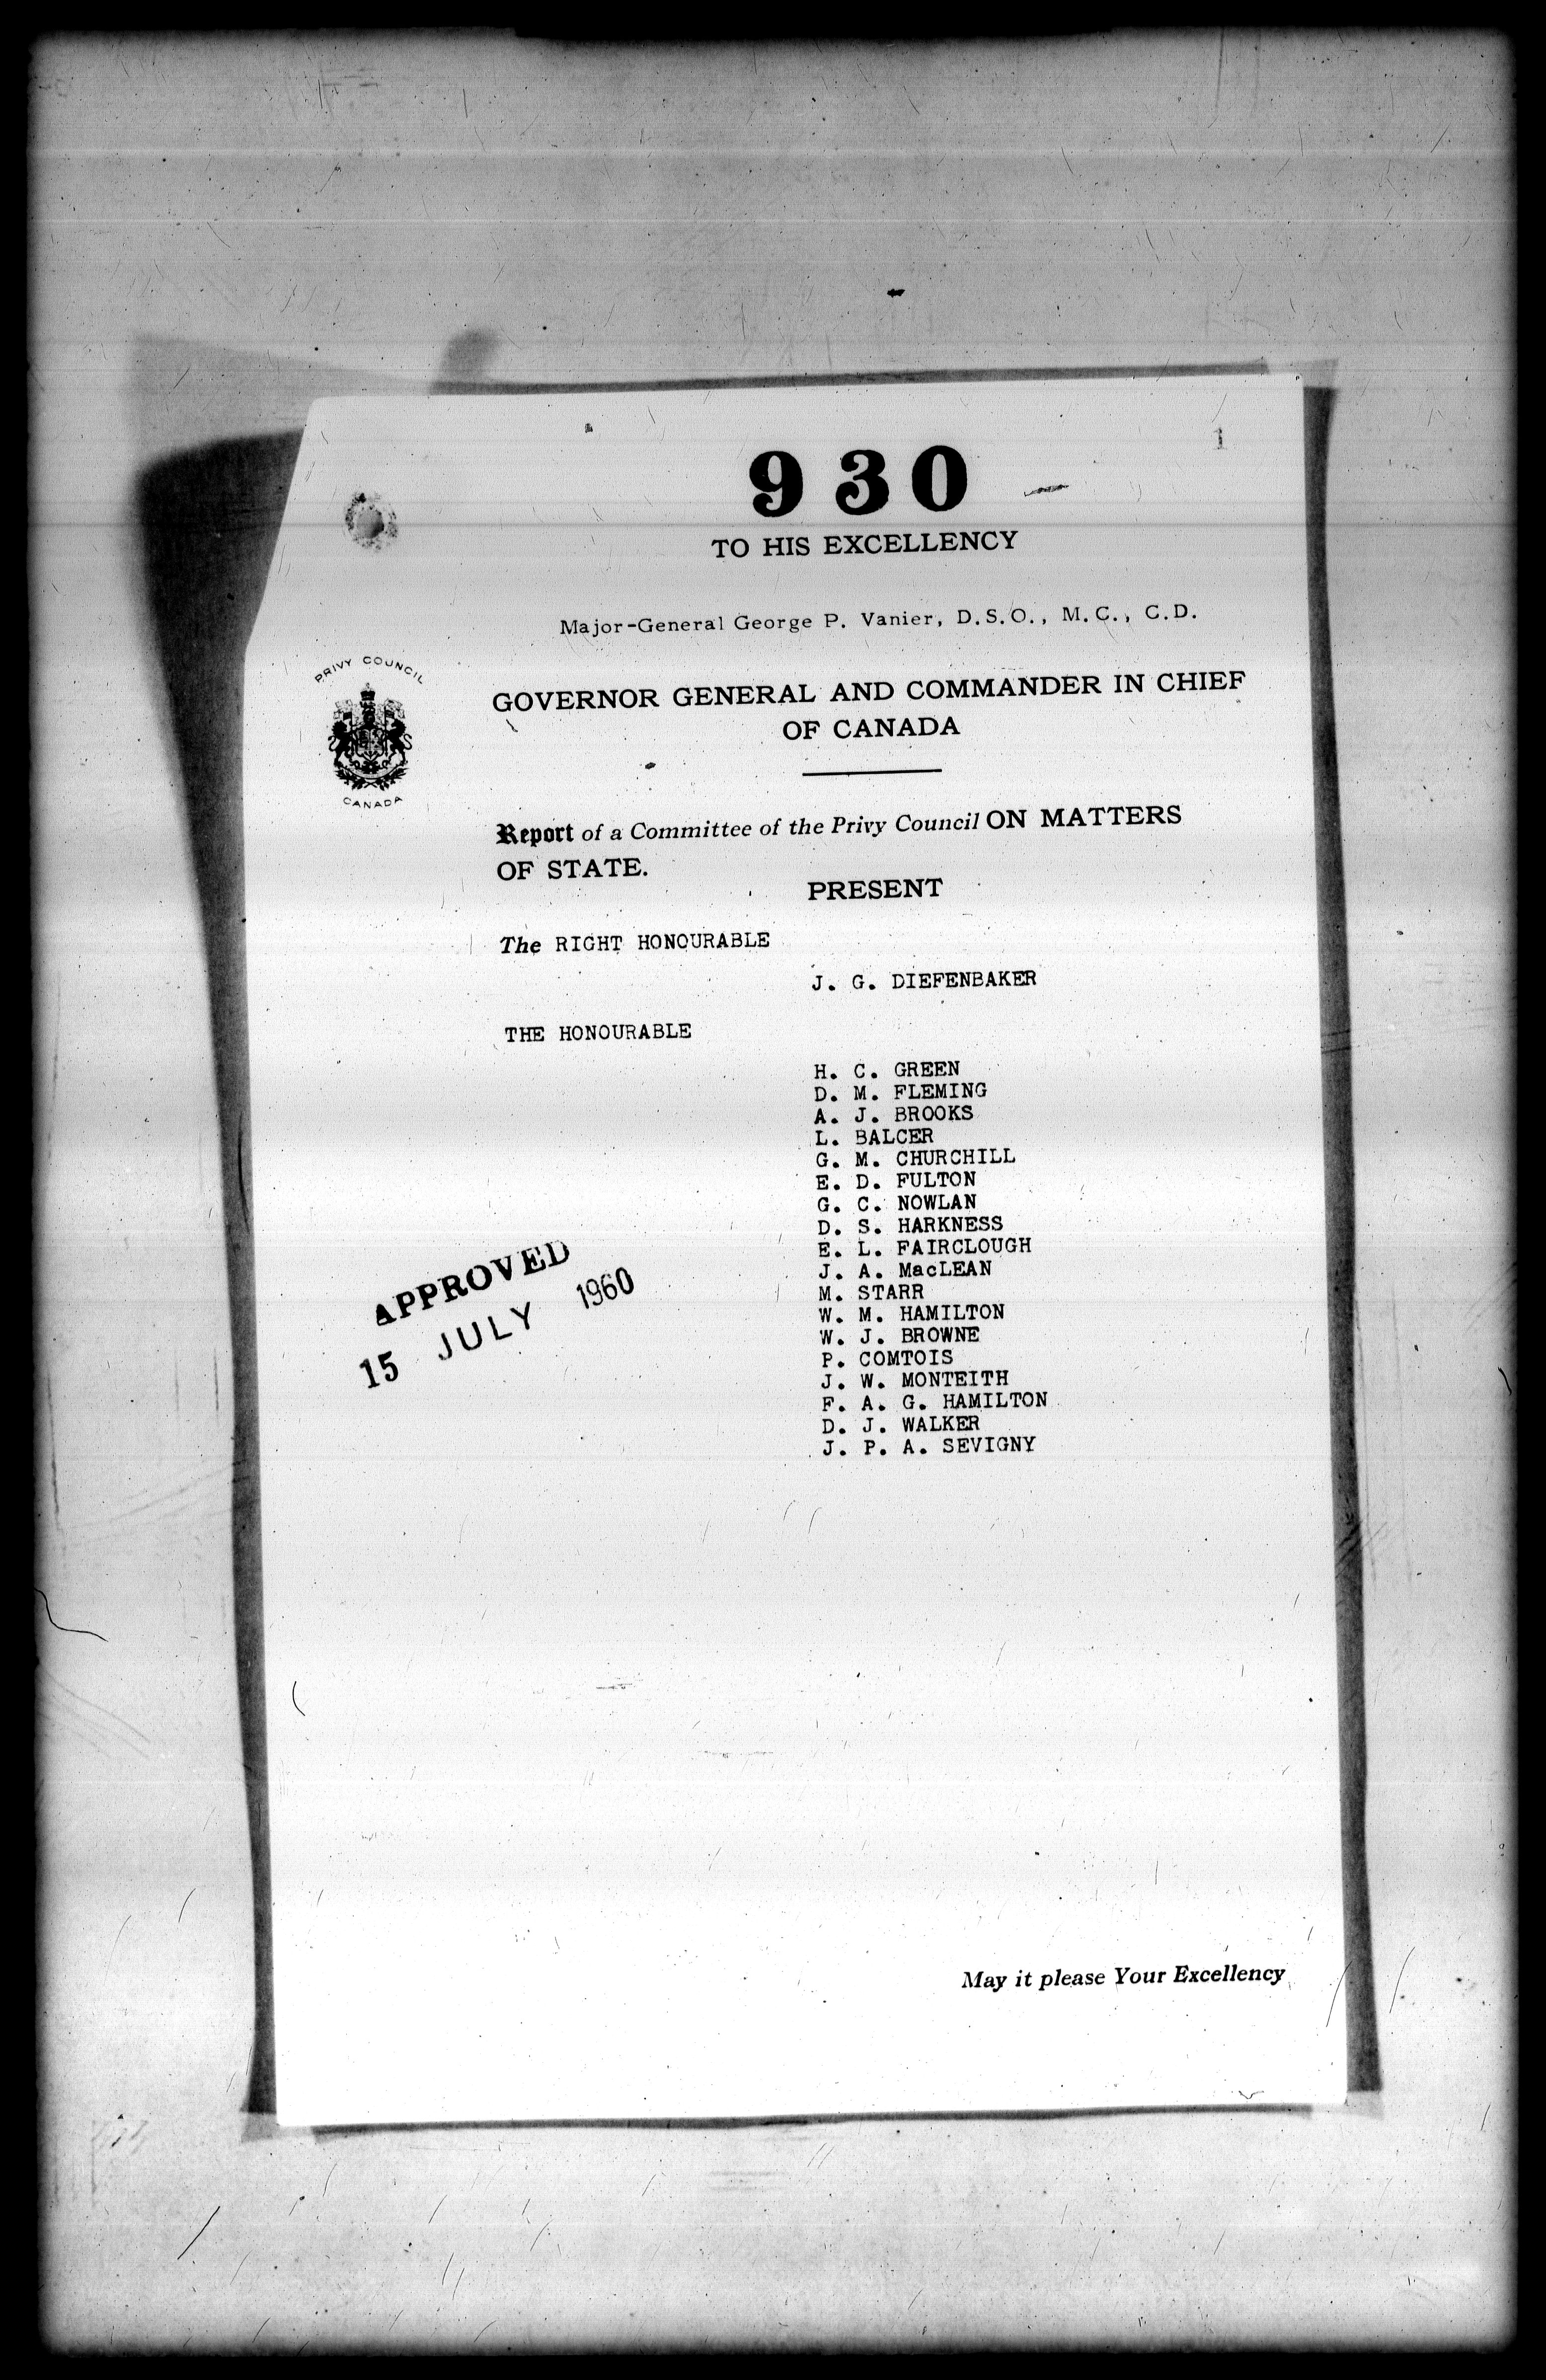 1
930
TO HIS EXCELLENCY
Major-General George P. Vanier, D.S.O., M.C., C.D.
PRIVY COUNCIL
CANADA
GOVERNOR GENERAL AND COMMANDER IN CHIEF
OF CANADA
Report of a Committee of the Privy Council ON MATTERS
OF STATE.
PRESENT
The RIGHT HONOURABLE
J. G. DIEFENBAKER
THE HONOURABLE
H. C. GREEN
D. M. FLEMING
A. J. BROOKS
L. BALCER
G. M. CHURCHILL
E. D. FULTON
G. C. NOWLAN
D. S. HARKNESS
E. L. FAIRCLOUGH
J. A. MacLEAN
M. STARR
W. M. HAMILTON
W. J. BROWNE
P. COMTOIS
J. W. MONTEITH
F. A. G. HAMILTON
D. J. WALKER
J. P. A. SEVIGNY
APPROVED
15 JULY 1960
May it please Your Excellency